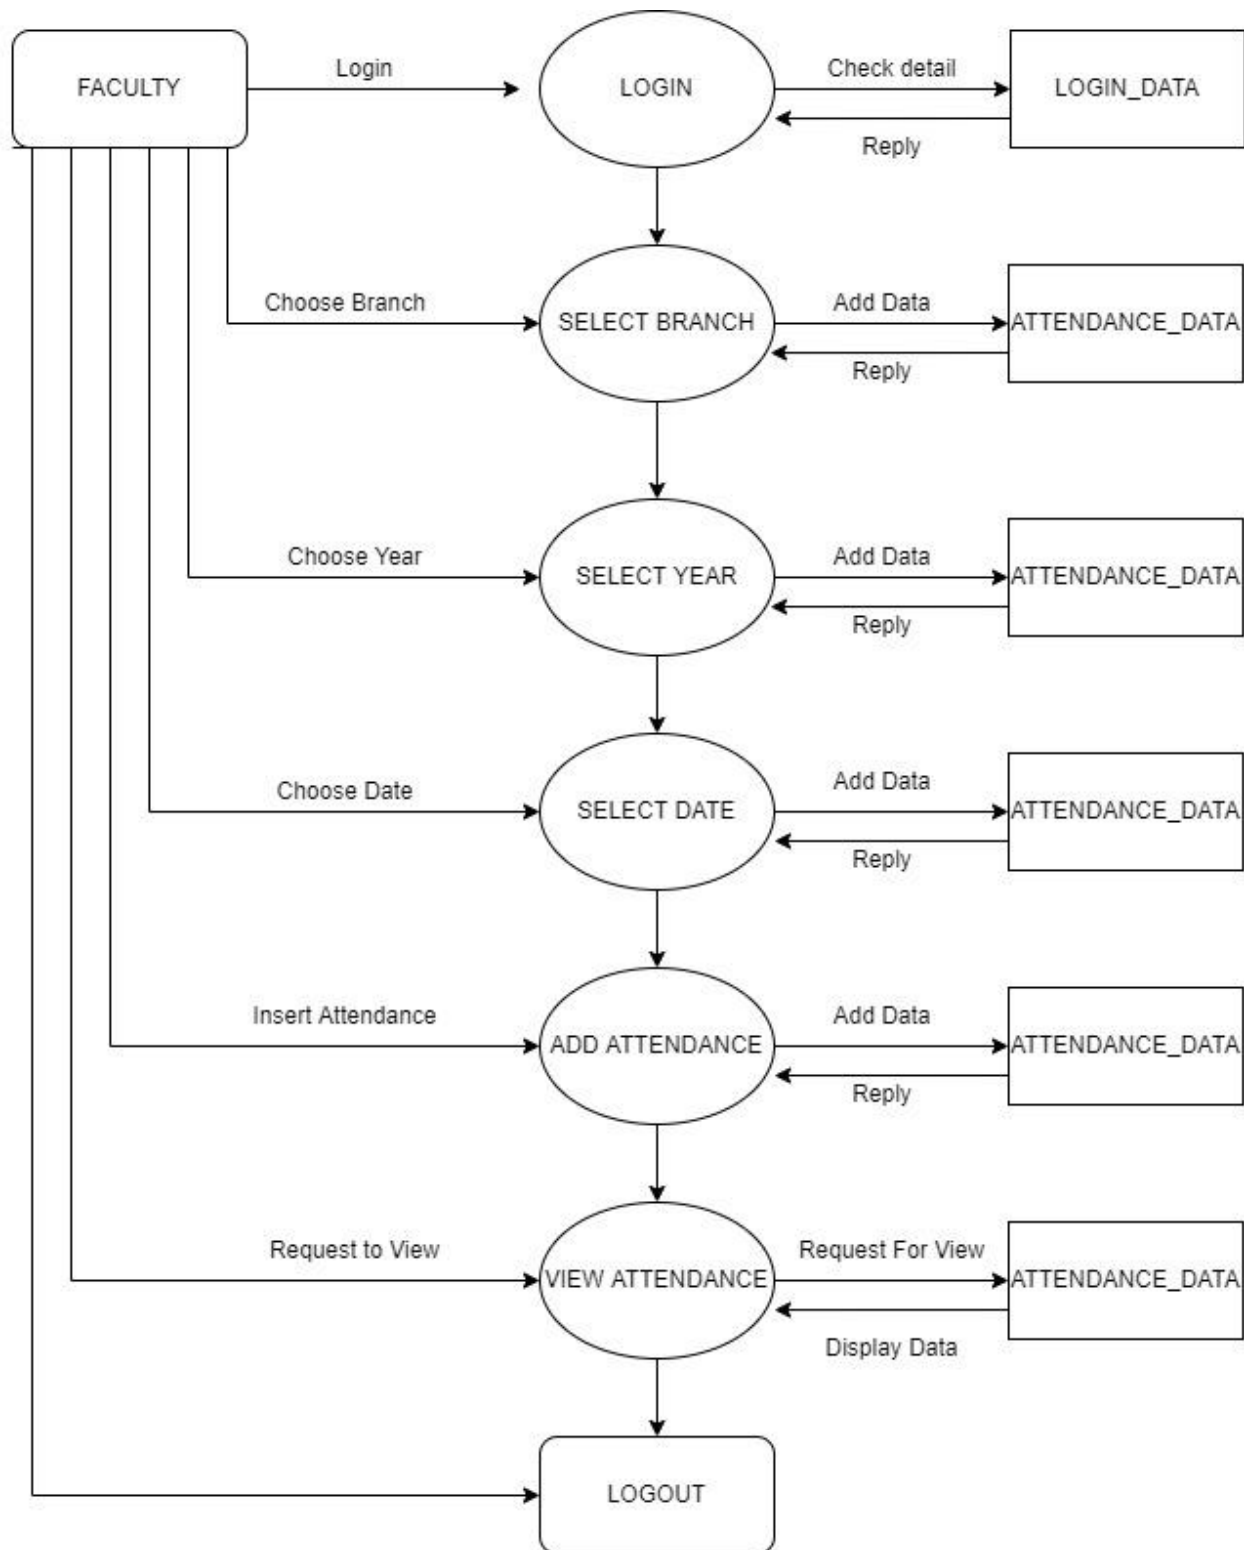 FACULTY
Login
LOGIN
Check detail
LOGIN_DATA
Reply
Choose Branch
SELECT BRANCH
Add Data
ATTENDANCE_DATA
Reply
Choose Year
SELECT YEAR
Add Data
ATTENDANCE_DATA
Reply
Choose Date
SELECT DATE
Add Data
ATTENDANCE_DATA
Reply
Insert Attendance
ADD ATTENDANCE
Add Data
ATTENDANCE_DATA
Reply
Request to View
VIEW ATTENDANCE
Request For View
ATTENDANCE_DATA
Display Data
LOGOUT